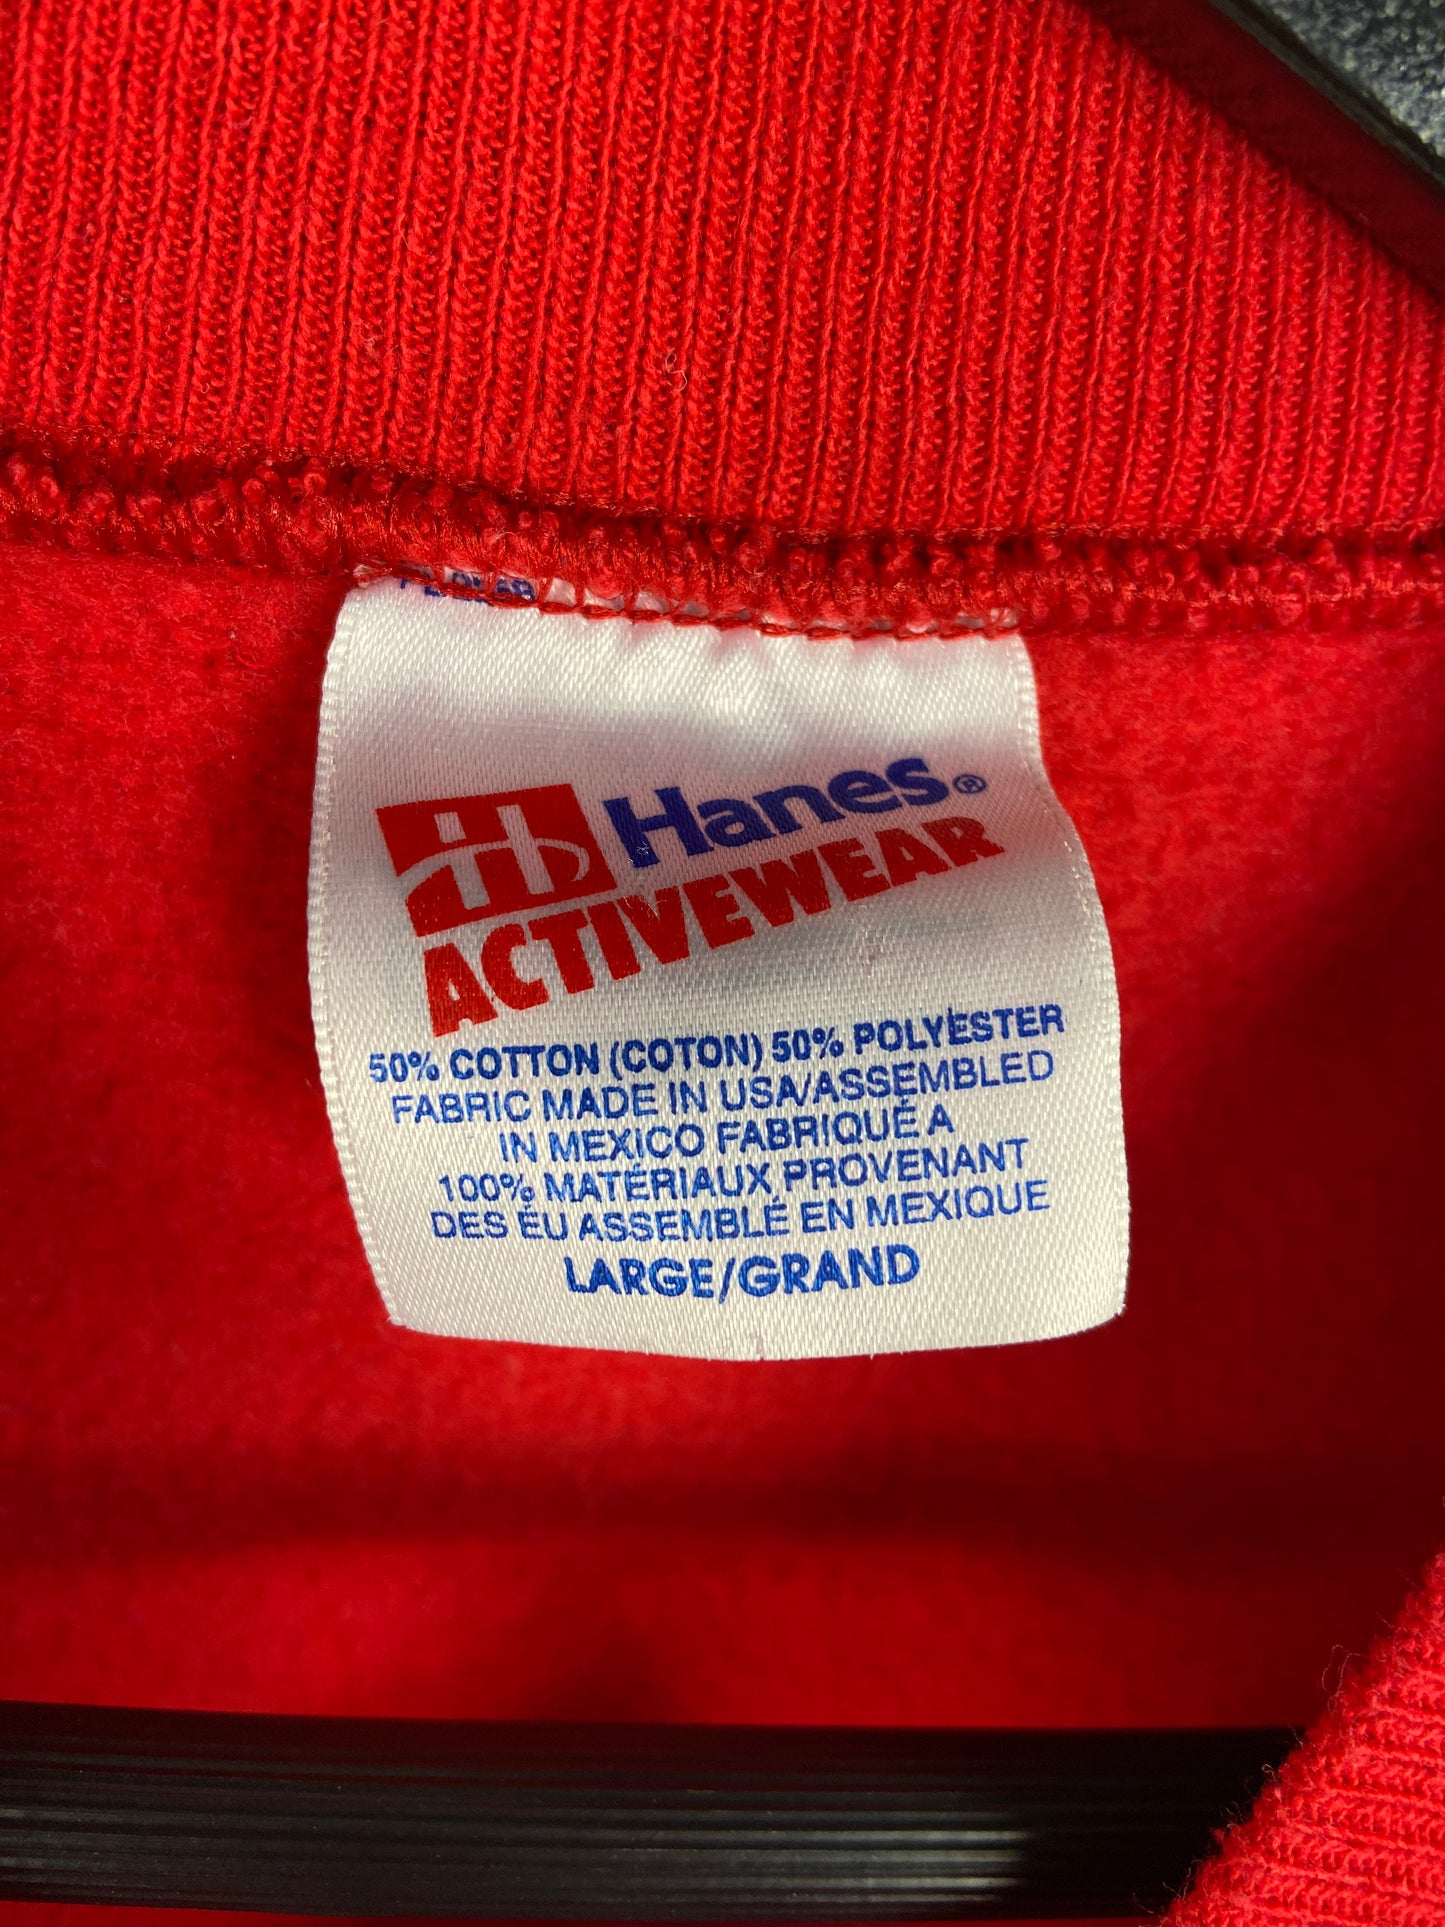 Hanes®
ACTIVEWEAR
50% COTTON (COTON) 50% POLYESTER
FABRIC MADE IN USA/ASSEMBLED
IN MEXICO FABRIQUÉ A
100% MATÉRIAUX PROVENANT
DES ÉU ASSEMBLÉ EN MEXIQUE
LARGE/GRAND